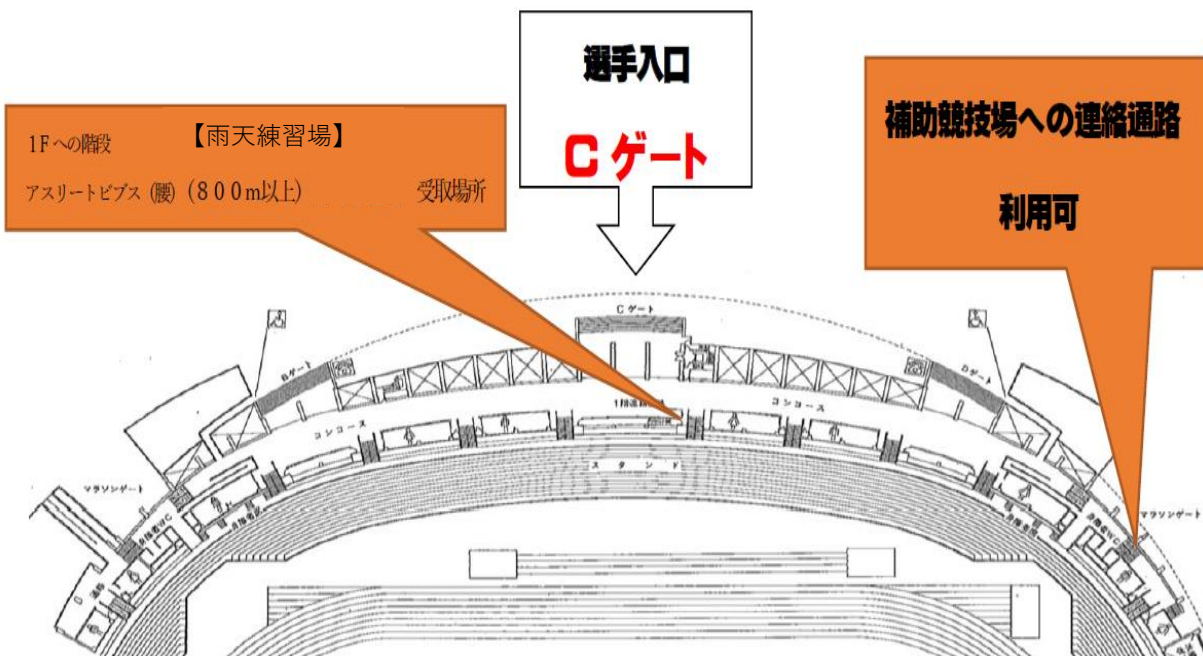 選手入口
Cゲート
補助競技場への連絡通路
利用可
1Fへの階段 【雨天練習場】
アスリートビブス(腰)(800m以上) 受取場所
Cゲート
Bゲート
Dゲート
コンコース
コンコース
スタンド
マラソンゲート
マラソンゲート